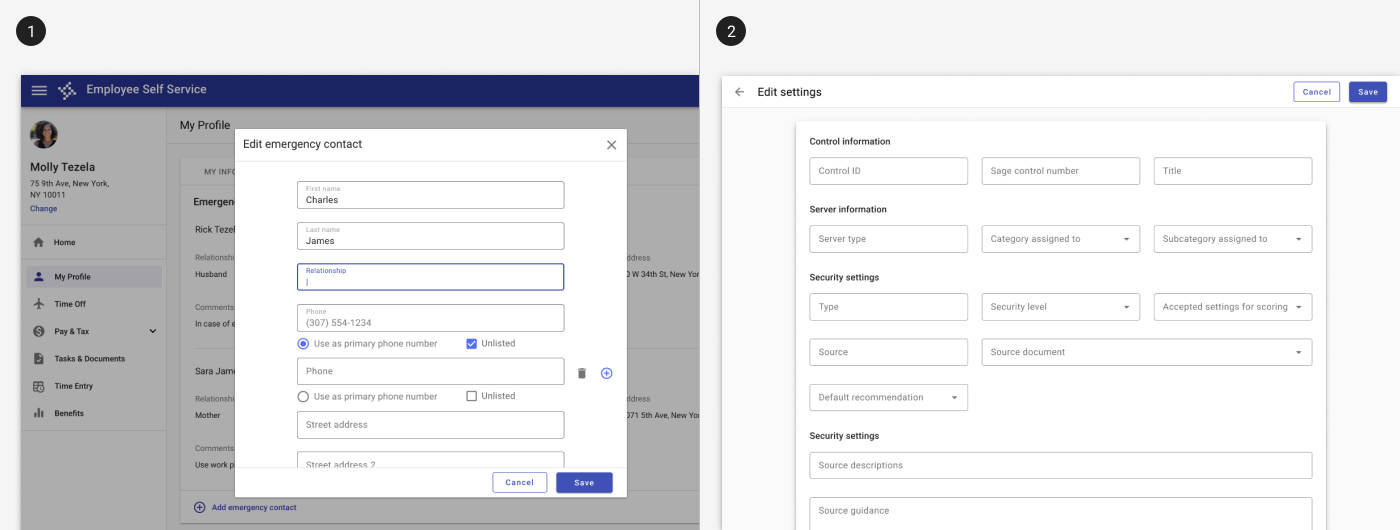 1
Employee Self Service
Molly Tezela
75 9th Ave, New York,
NY 10011
Change
Home
My Profile
Time Off
Pay & Tax
Tasks & Documents
Time Entry
Benefits
My Profile
MY INFO
Emergen
Rick Tezel
Relationshi
Husband
Comments
In case of e
Sara Jame
Relationshi
Mother
Comments
Use work p
Add emergency contact
ddress
0 W 34th St, New Yor
ddress
071 5th Ave, New York
Edit emergency contact
First name
Charles
Last name
James
Relationship
Phone
(307) 554-1234
Use as primary phone number
Unlisted
Phone
Use as primary phone number
Unlisted
Street address
Street address 2
Cancel
Save
2
Edit settings
Cancel
Save
Control information
Control ID
Sage control number
Title
Server information
Server type
Category assigned to
Subcategory assigned to
Security settings
Type
Security level
Accepted settings for scoring
Source
Source document
Default recommendation
Security settings
Source descriptions
Source guidance